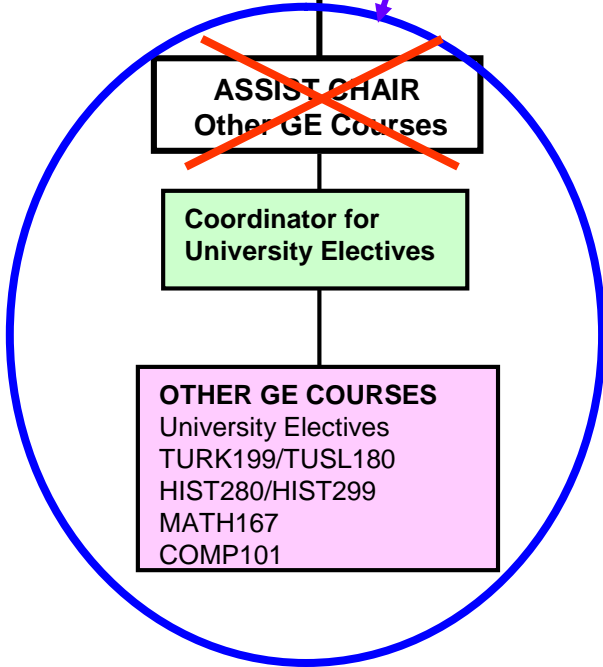 ASSIST CHAIR
Other GE Courses
Coordinator for
University Electives
OTHER GE COURSES
University Electives
TURK199/TUSL180
HIST280/HIST299
MATH167
COMP101